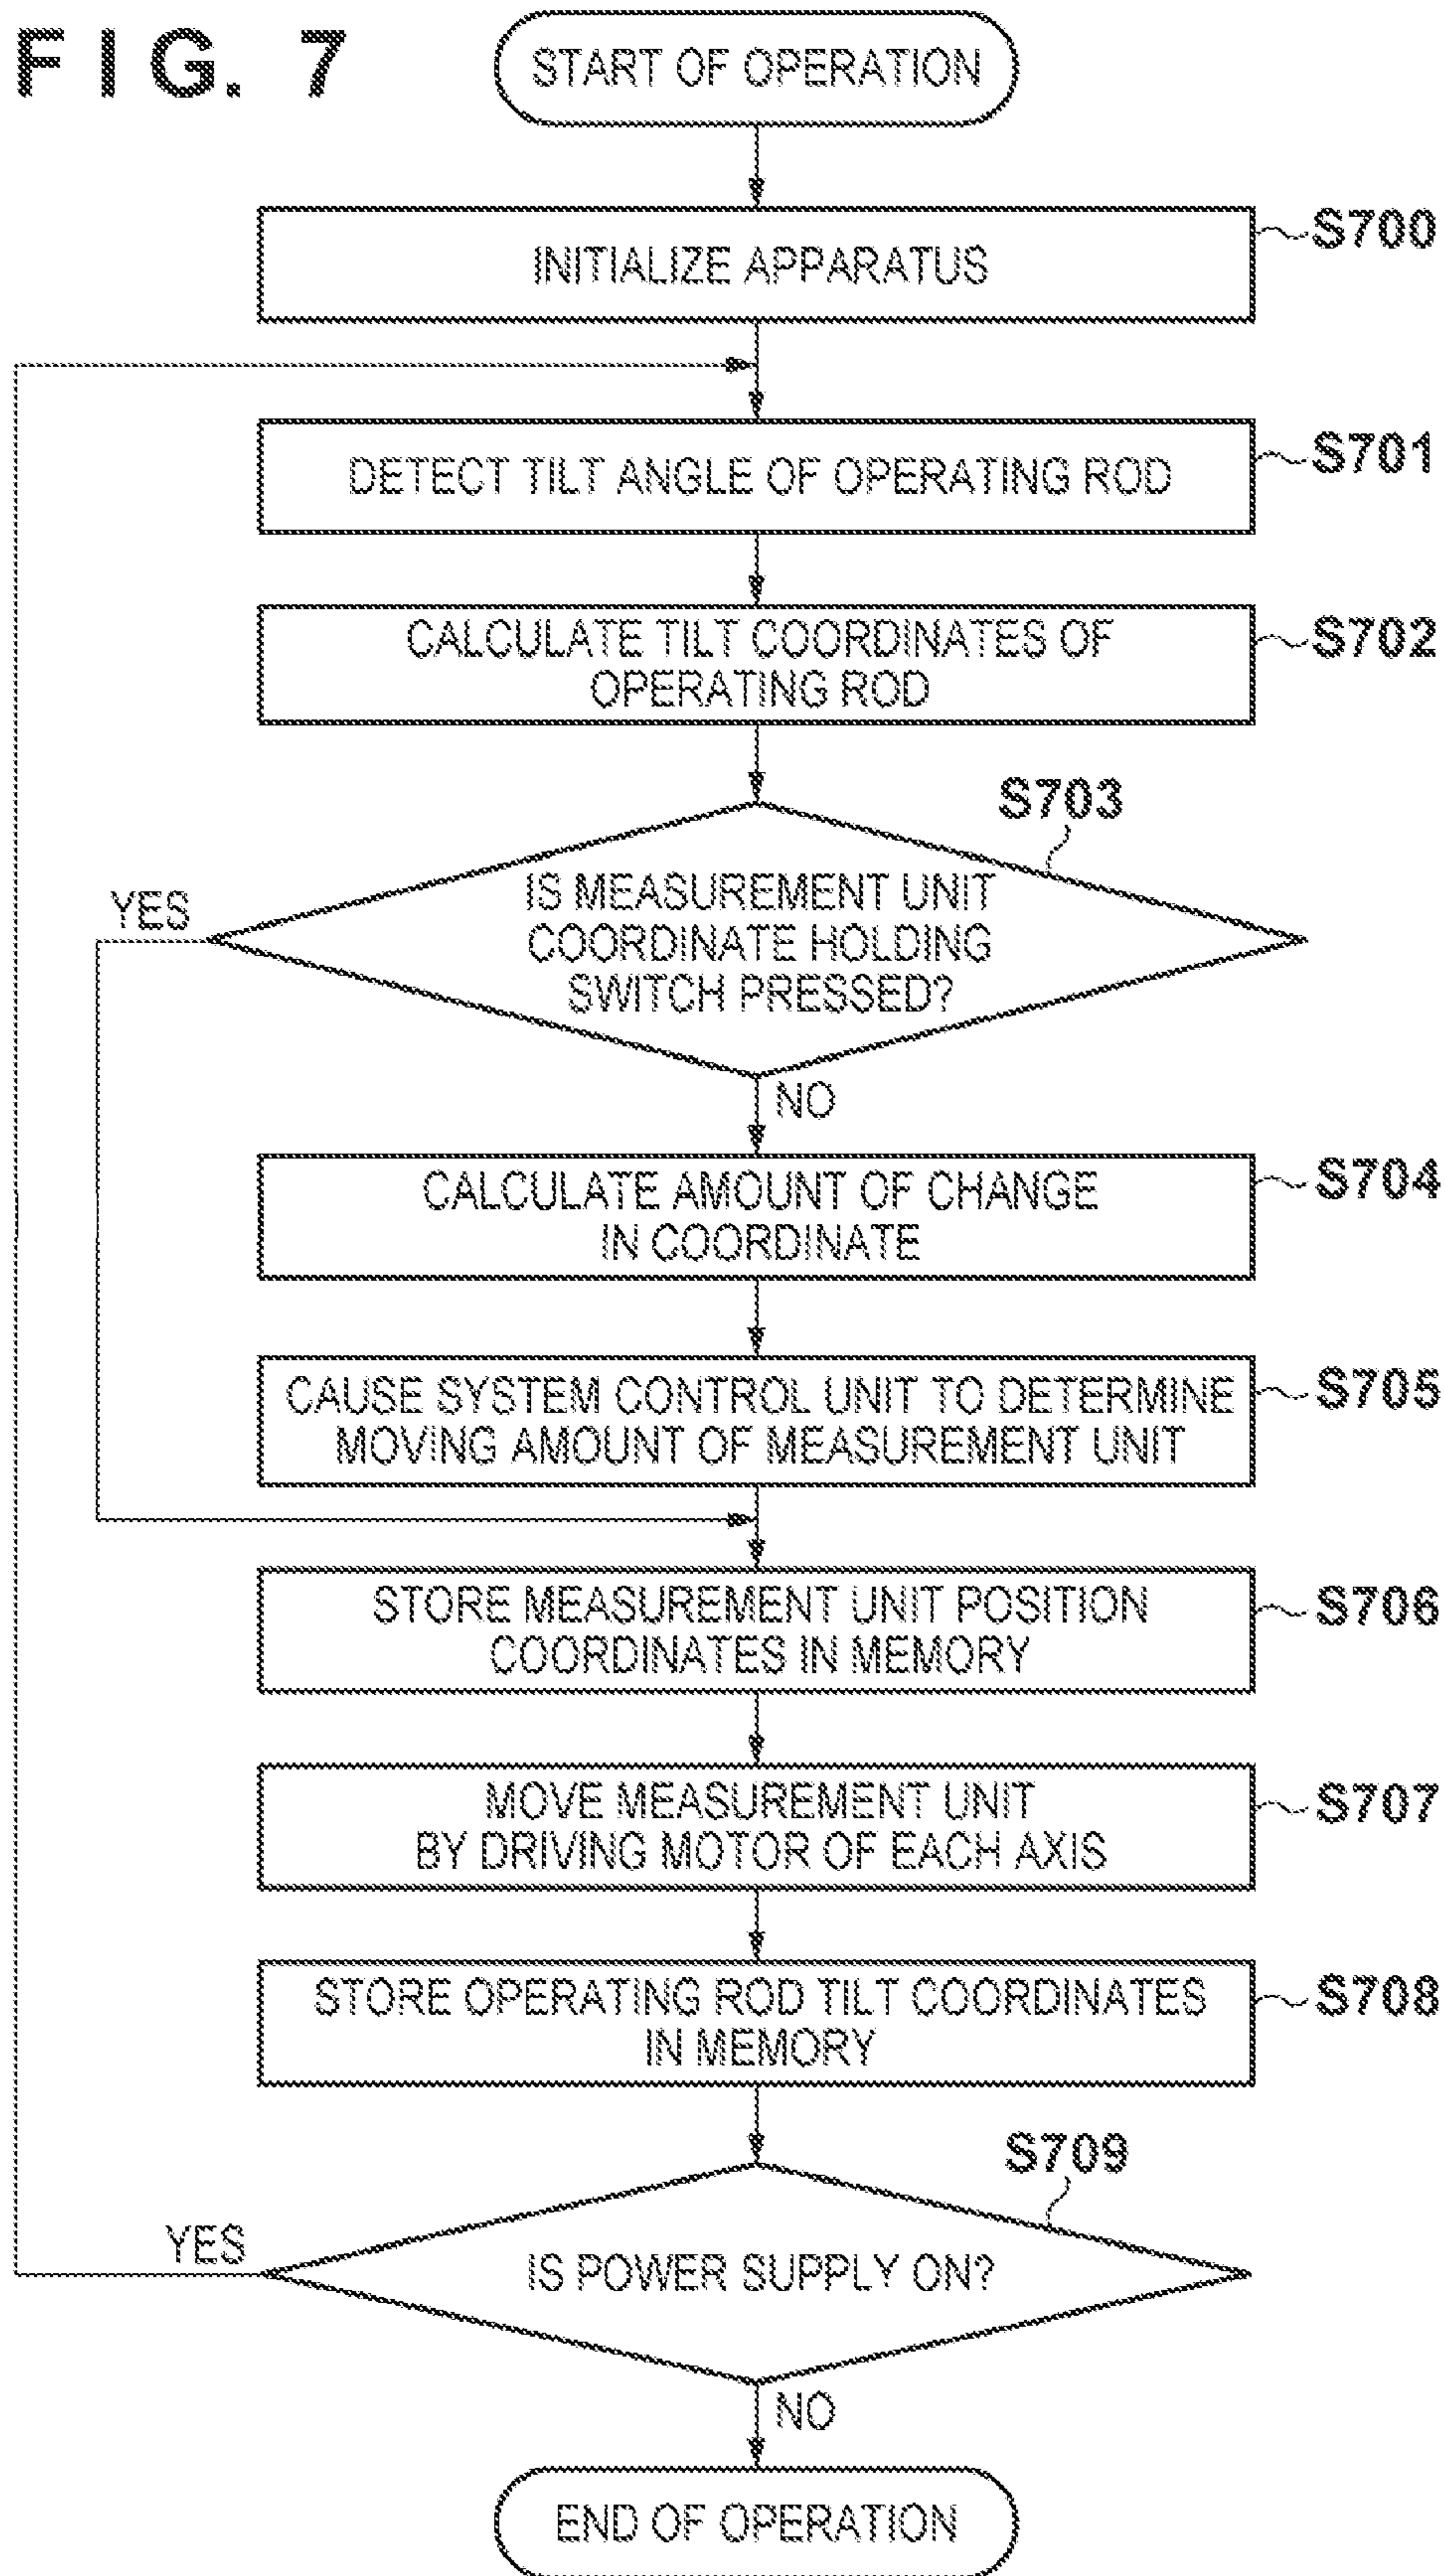 FIG. 7
START OF OPERATION
INITIALIZE APPARATUS
S700
DETECT TILT ANGLE OF OPERATING ROD
S701
CALCULATE TILT COORDINATES OF
OPERATING ROD
S702
S703
IS MEASUREMENT UNIT
COORDINATE HOLDING
SWITCH PRESSED?
YES
NO
CALCULATE AMOUNT OF CHANGE
IN COORDINATE
S704
CAUSE SYSTEM CONTROL UNIT TO DETERMINE
MOVING AMOUNT OF MEASUREMENT UNIT
S705
STORE MEASUREMENT UNIT POSITION
COORDINATES IN MEMORY
S706
MOVE MEASUREMENT UNIT
BY DRIVING MOTOR OF EACH AXIS
S707
STORE OPERATING ROD TILT COORDINATES
IN MEMORY
S708
S709
IS POWER SUPPLY ON?
YES
NO
END OF OPERATION